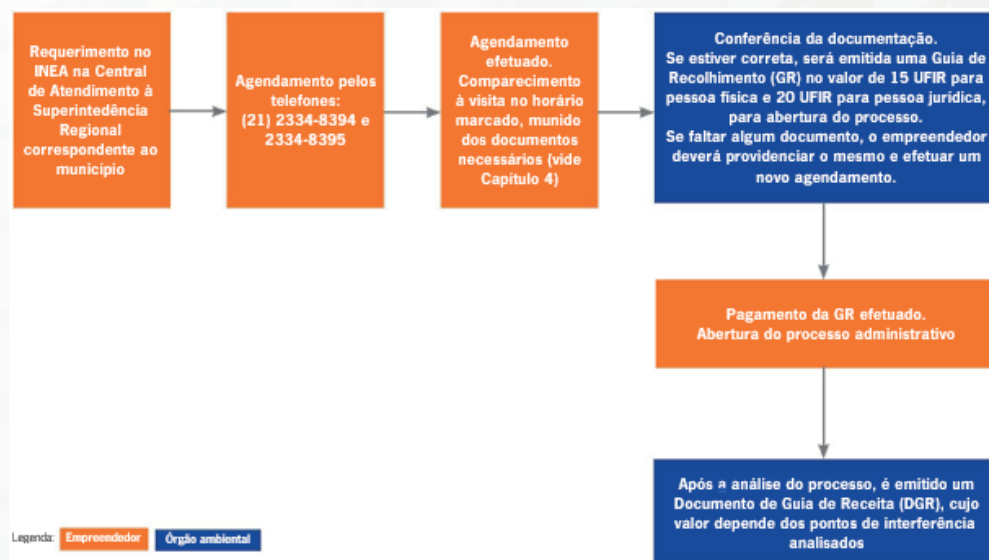 Requerimento no
INEA na Central
de Atendimento à
Superintedência
Regional
correspondente ao
município
Agendamento pelos
telefones:
(21) 2334-8394 e
2334-8395
Agendamento
efetuado.
Comparecimento
à visita no horário
marcado, munido
dos documentos
necessários (vide
Capítulo 4)
Conferência da documentação.
Se estiver correta, será emitida uma Guia de
Recolhimento (GR) no valor de 15 UFIR para
pessoa física e 20 UFIR para pessoa jurídica,
para abertura do processo.
Se faltar algum documento, o empreendedor
deverá providenciar o mesmo e efetuar um
novo agendamento.
Pagamento da GR efetuado.
Abertura do processo administrativo
Após a análise do processo, é emitido um
Documento de Guia de Receita (DGR), cujo
valor depende dos pontos de interferência
analisados
Legenda: Empreendedor Órgão ambiental